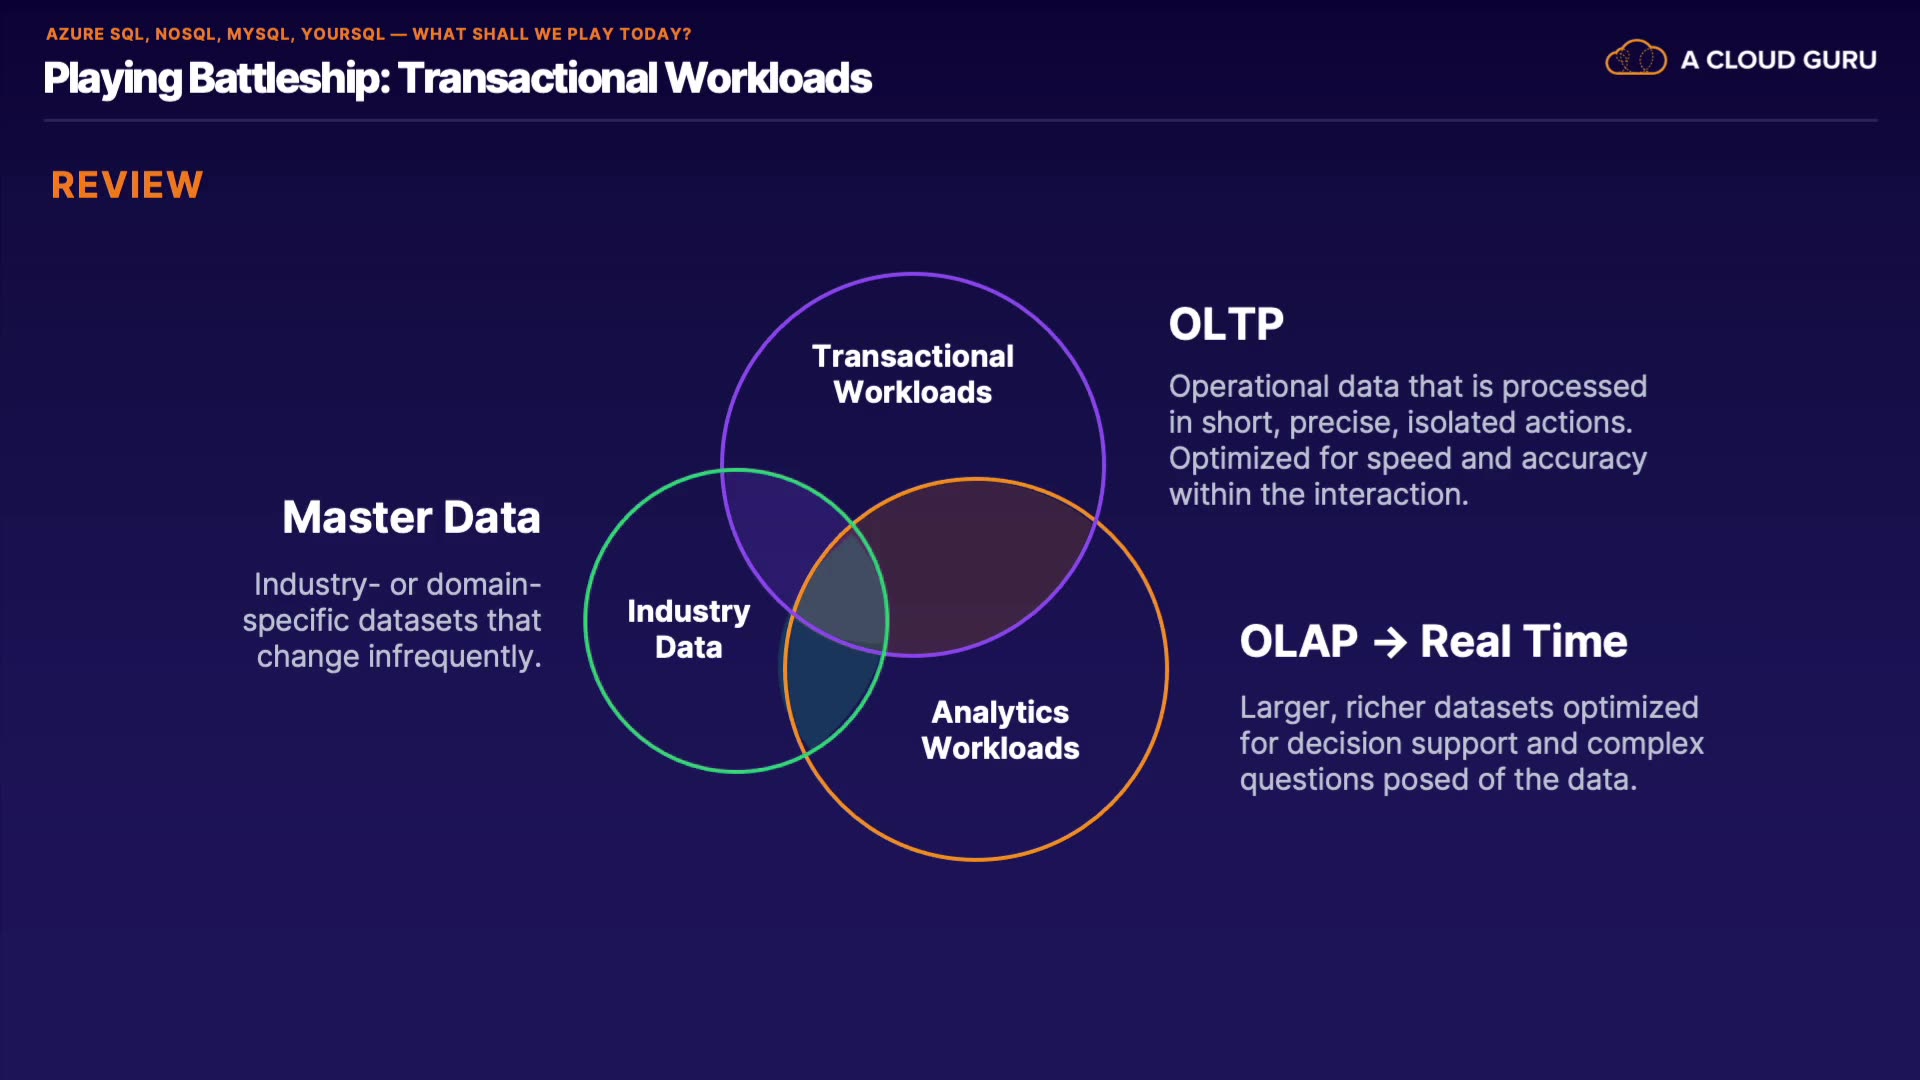 AZURE SQL, NOSQL, MYSQL, YOURSQL — WHAT SHALL WE PLAY TODAY?
Playing Battleship: Transactional Workloads
A CLOUD GURU
REVIEW
Transactional
Workloads
OLTP
Operational data that is processed
in short, precise, isolated actions.
Optimized for speed and accuracy
within the interaction.
Master Data
Industry- or domain-
specific datasets that
change infrequently.
Industry
Data
OLAP → Real Time
Larger, richer datasets optimized
for decision support and complex
questions posed of the data.
Analytics
Workloads